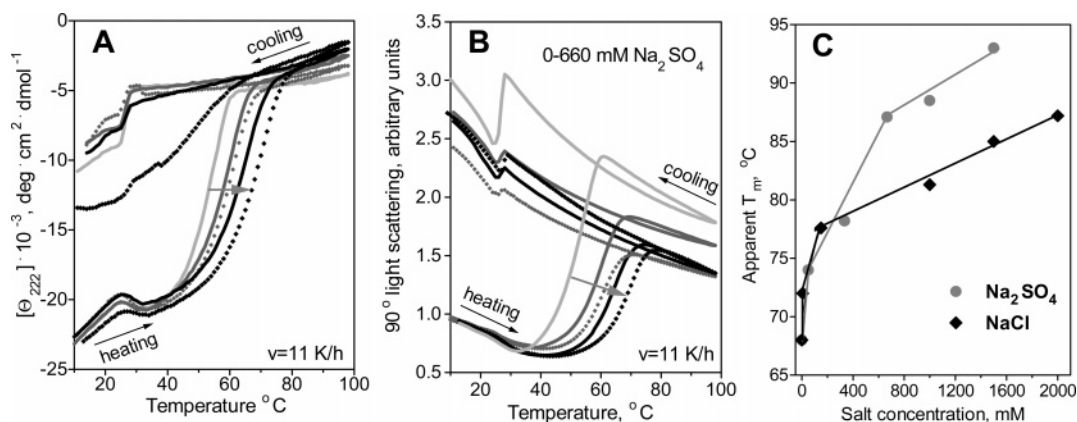 A
cooling
heating
v=11 K/h
[Θ222] · 10⁻³, deg · cm² · dmol⁻¹
0
-5
-10
-15
-20
-25
20 40 60 80 100
Temperature °C
B
0-660 mM Na₂SO₄
cooling
heating
v=11 K/h
90° light scattering, arbitrary units
3.5
3.0
2.5
2.0
1.5
1.0
0.5
20 40 60 80 100
Temperature, °C
C
Apparent Tm, °C
95
90
85
80
75
70
65
Na₂SO₄
NaCl
0 400 800 1200 1600 2000
Salt concentration, mM